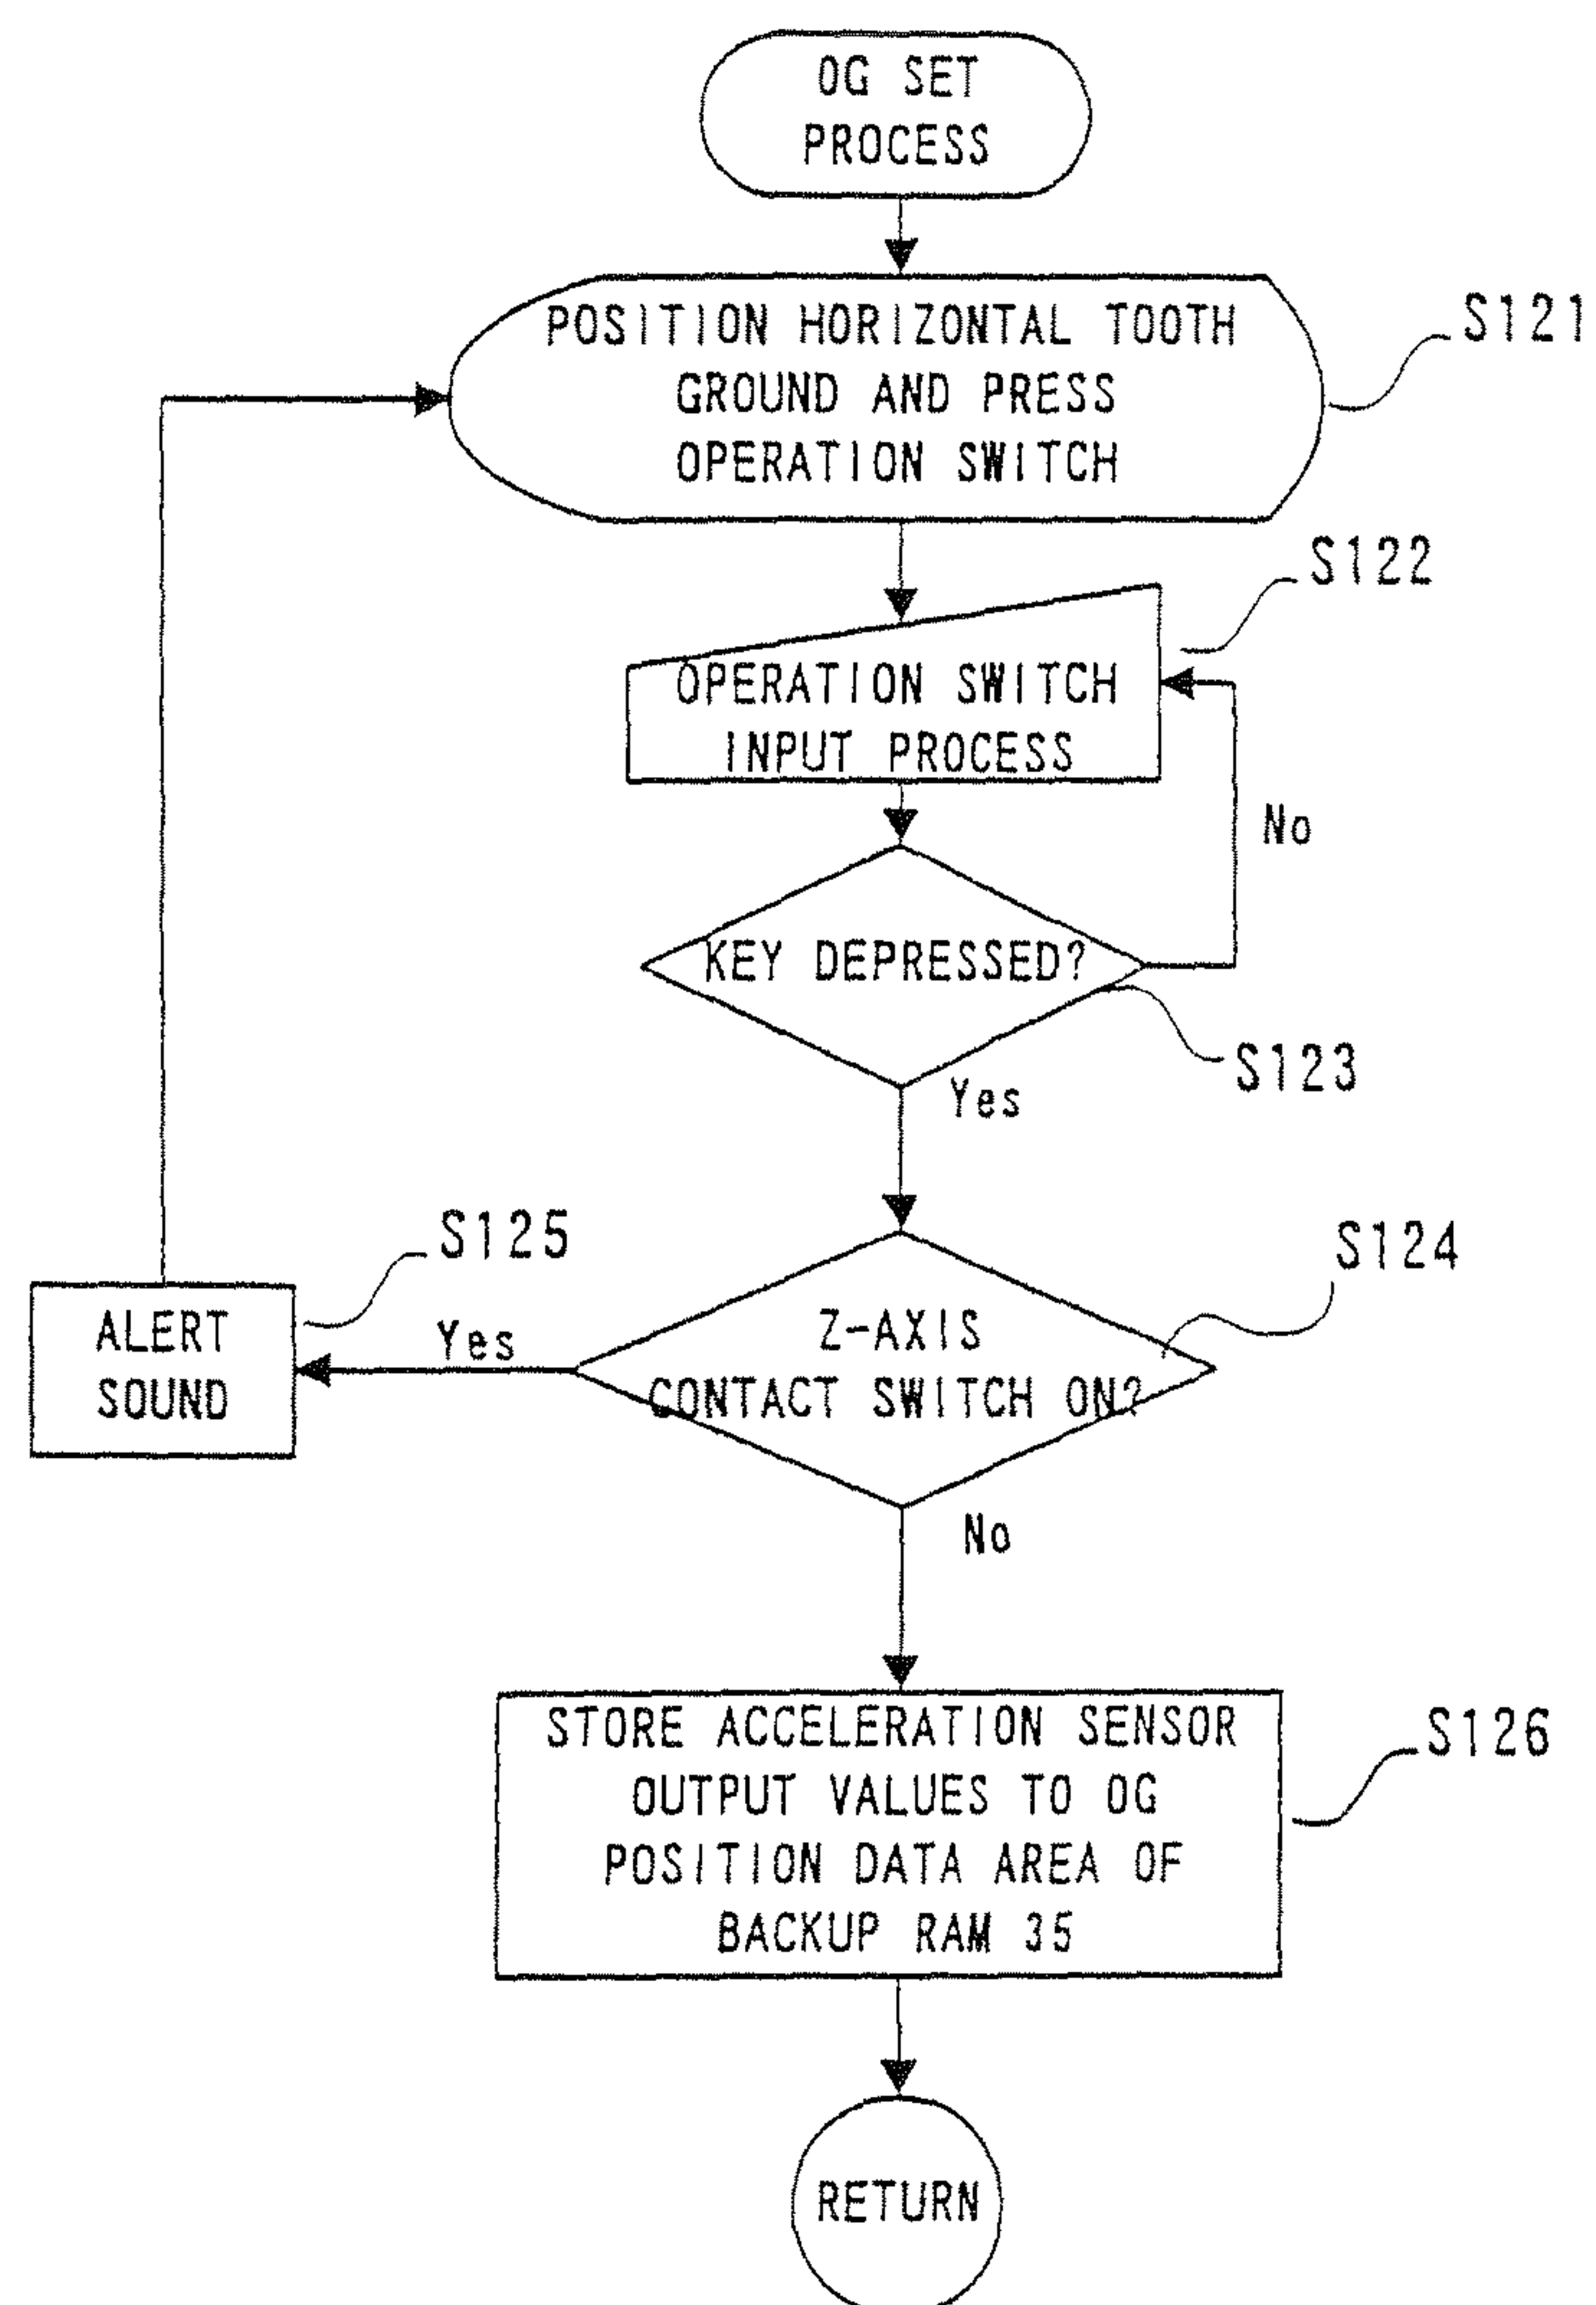 0G SET
PROCESS
POSITION HORIZONTAL TOOTH
GROUND AND PRESS
OPERATION SWITCH
S121
S122
OPERATION SWITCH
INPUT PROCESS
No
KEY DEPRESSED?
S123
Yes
S125
S124
ALERT
SOUND
Yes
Z-AXIS
CONTACT SWITCH ON?
No
STORE ACCELERATION SENSOR
OUTPUT VALUES TO 0G
POSITION DATA AREA OF
BACKUP RAM 35
S126
RETURN